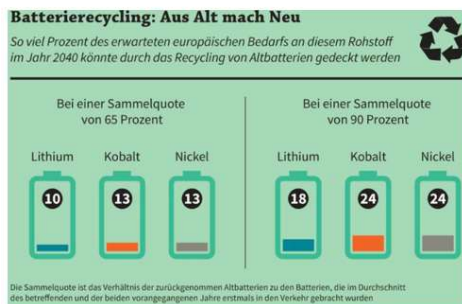 Batterierecycling: Aus Alt mach Neu
So viel Prozent des erwarteten europäischen Bedarfs an diesem Rohstoff
im Jahr 2040 könnte durch das Recycling von Altbatterien gedeckt werden
Bei einer Sammelquote
von 65 Prozent
Lithium Kobalt Nickel
10 13 13
Bei einer Sammelquote
von 90 Prozent
Lithium Kobalt Nickel
18 24 24
Die Sammelquote ist das Verhältnis der zurückgenommen Altbatterien zu den Batterien, die im Durchschnitt
des betreffenden und der beiden vorangegangenen Jahre erstmals in den Verkehr gebracht wurden